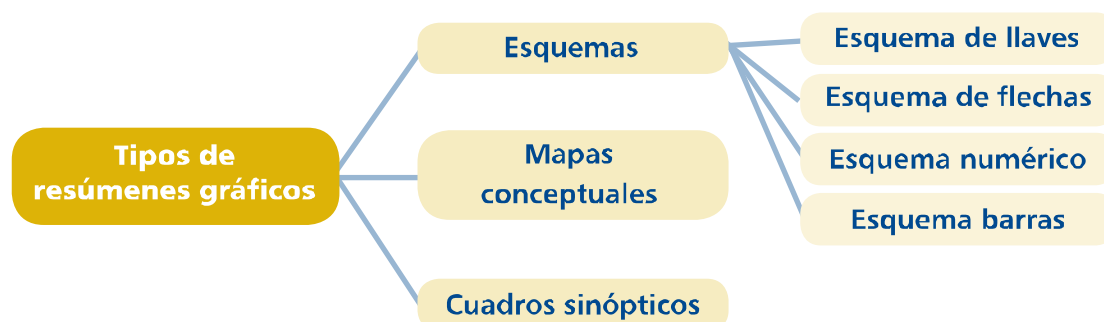 Tipos de
resúmenes gráficos
Esquemas
Mapas
conceptuales
Cuadros sinópticos
Esquema de llaves
Esquema de flechas
Esquema numérico
Esquema barras